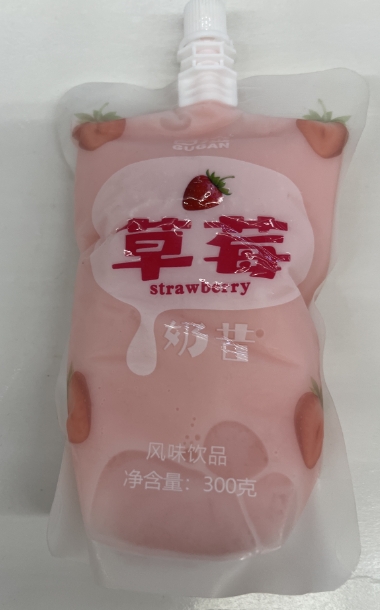 GUGAN
草莓
strawberry
奶昔
风味饮品
净含量：300克